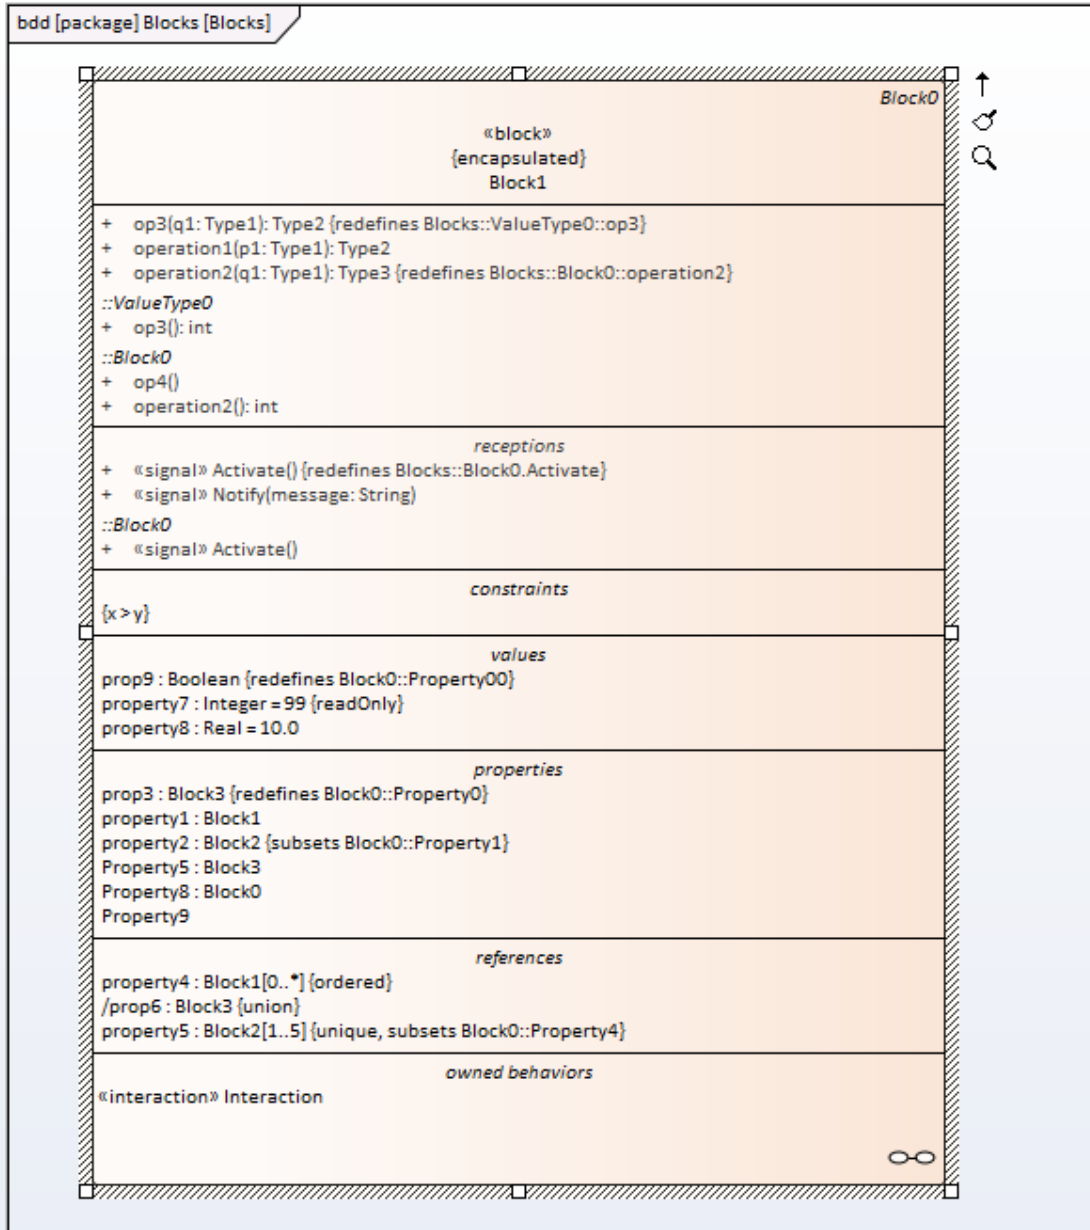 bdd [package] Blocks [Blocks]
Block0
«block»
{encapsulated}
Block1
+ op3(q1: Type1): Type2 {redefines Blocks::ValueType0::op3}
+ operation1(p1: Type1): Type2
+ operation2(q1: Type1): Type3 {redefines Blocks::Block0::operation2}
::ValueType0
+ op3(): int
::Block0
+ op4()
+ operation2(): int
receptions
+ «signal» Activate() {redefines Blocks::Block0.Activate}
+ «signal» Notify(message: String)
::Block0
+ «signal» Activate()
constraints
{x > y}
values
prop9 : Boolean {redefines Block0::Property00}
property7 : Integer = 99 {readOnly}
property8 : Real = 10.0
properties
prop3 : Block3 {redefines Block0::Property0}
property1 : Block1
property2 : Block2 {subsets Block0::Property1}
Property5 : Block3
Property8 : Block0
Property9
references
property4 : Block1[0..*] {ordered}
/prop6 : Block3 {union}
property5 : Block2[1..5] {unique, subsets Block0::Property4}
owned behaviors
«interaction» Interaction